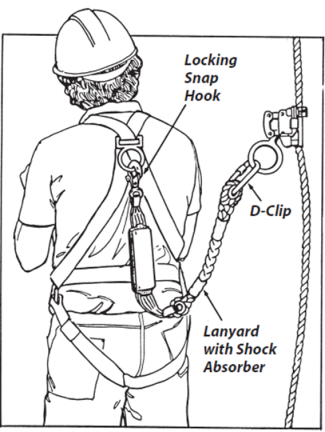 Locking
Snap
Hook
D-Clip
Lanyard
with Shock
Absorber